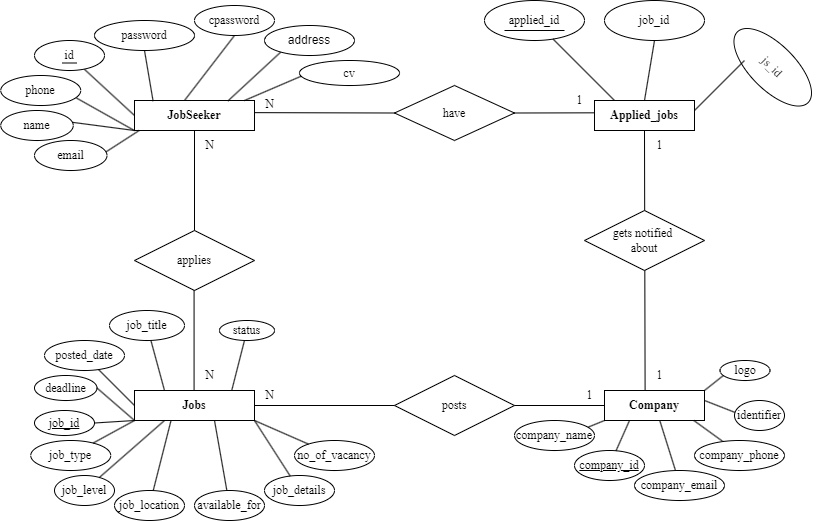 cpassword
applied_id
job_id
password
address
id
js_id
cv
phone
N
1
JobSeeker
have
Applied_jobs
name
N
1
email
gets notified
about
applies
job_title
status
posted_date
logo
N
1
deadline
N
1
Jobs
posts
Company
identifier
job_id
company_name
job_type
no_of_vacancy
company_phone
company_id
job_level
job_details
company_email
job_location
available_for